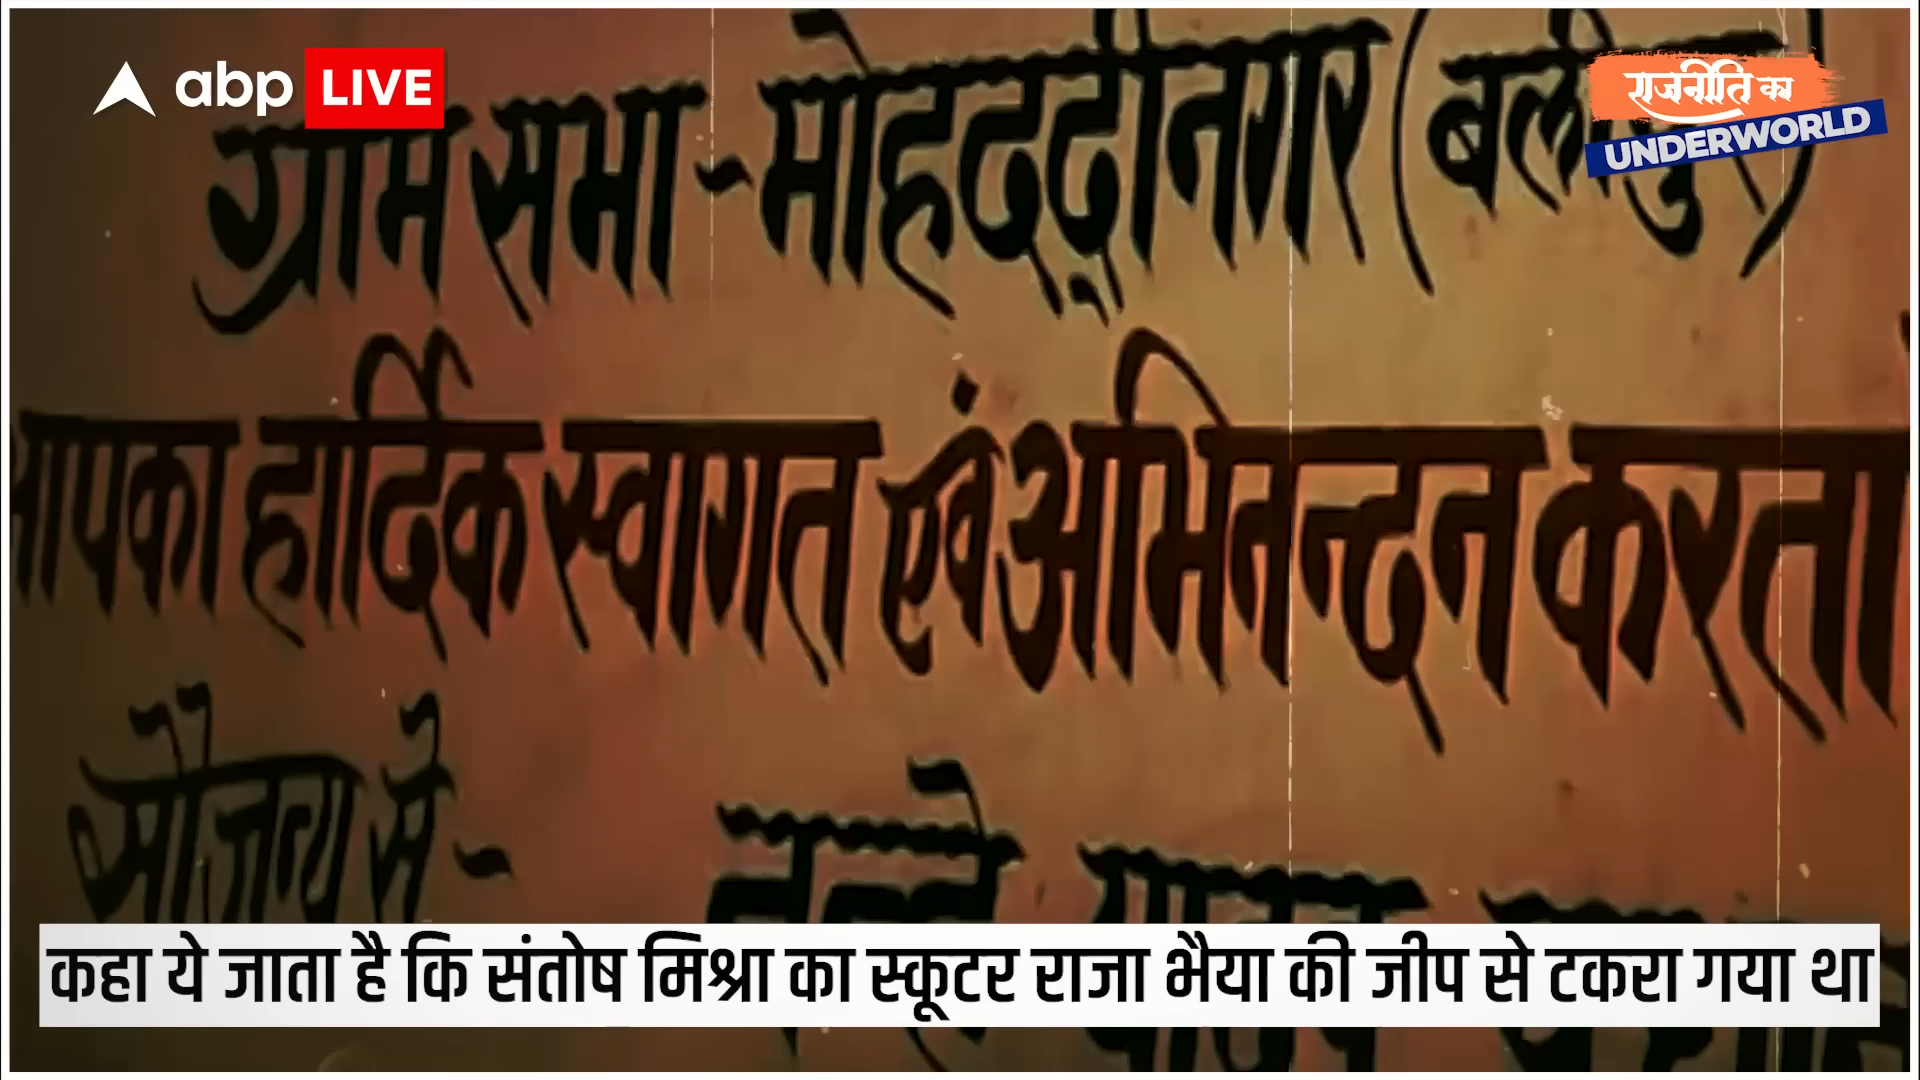 abp LIVE
राजनीति का
UNDERWORLD
ग्राम सभा - मोहद्दीनगर (बलीपुर)
आपका हार्दिक स्वागत एवं अभिनन्दन करता
सौजन्य से -
कहा ये जाता है कि संतोष मिश्रा का स्कूटर राजा भैया की जीप से टकरा गया था